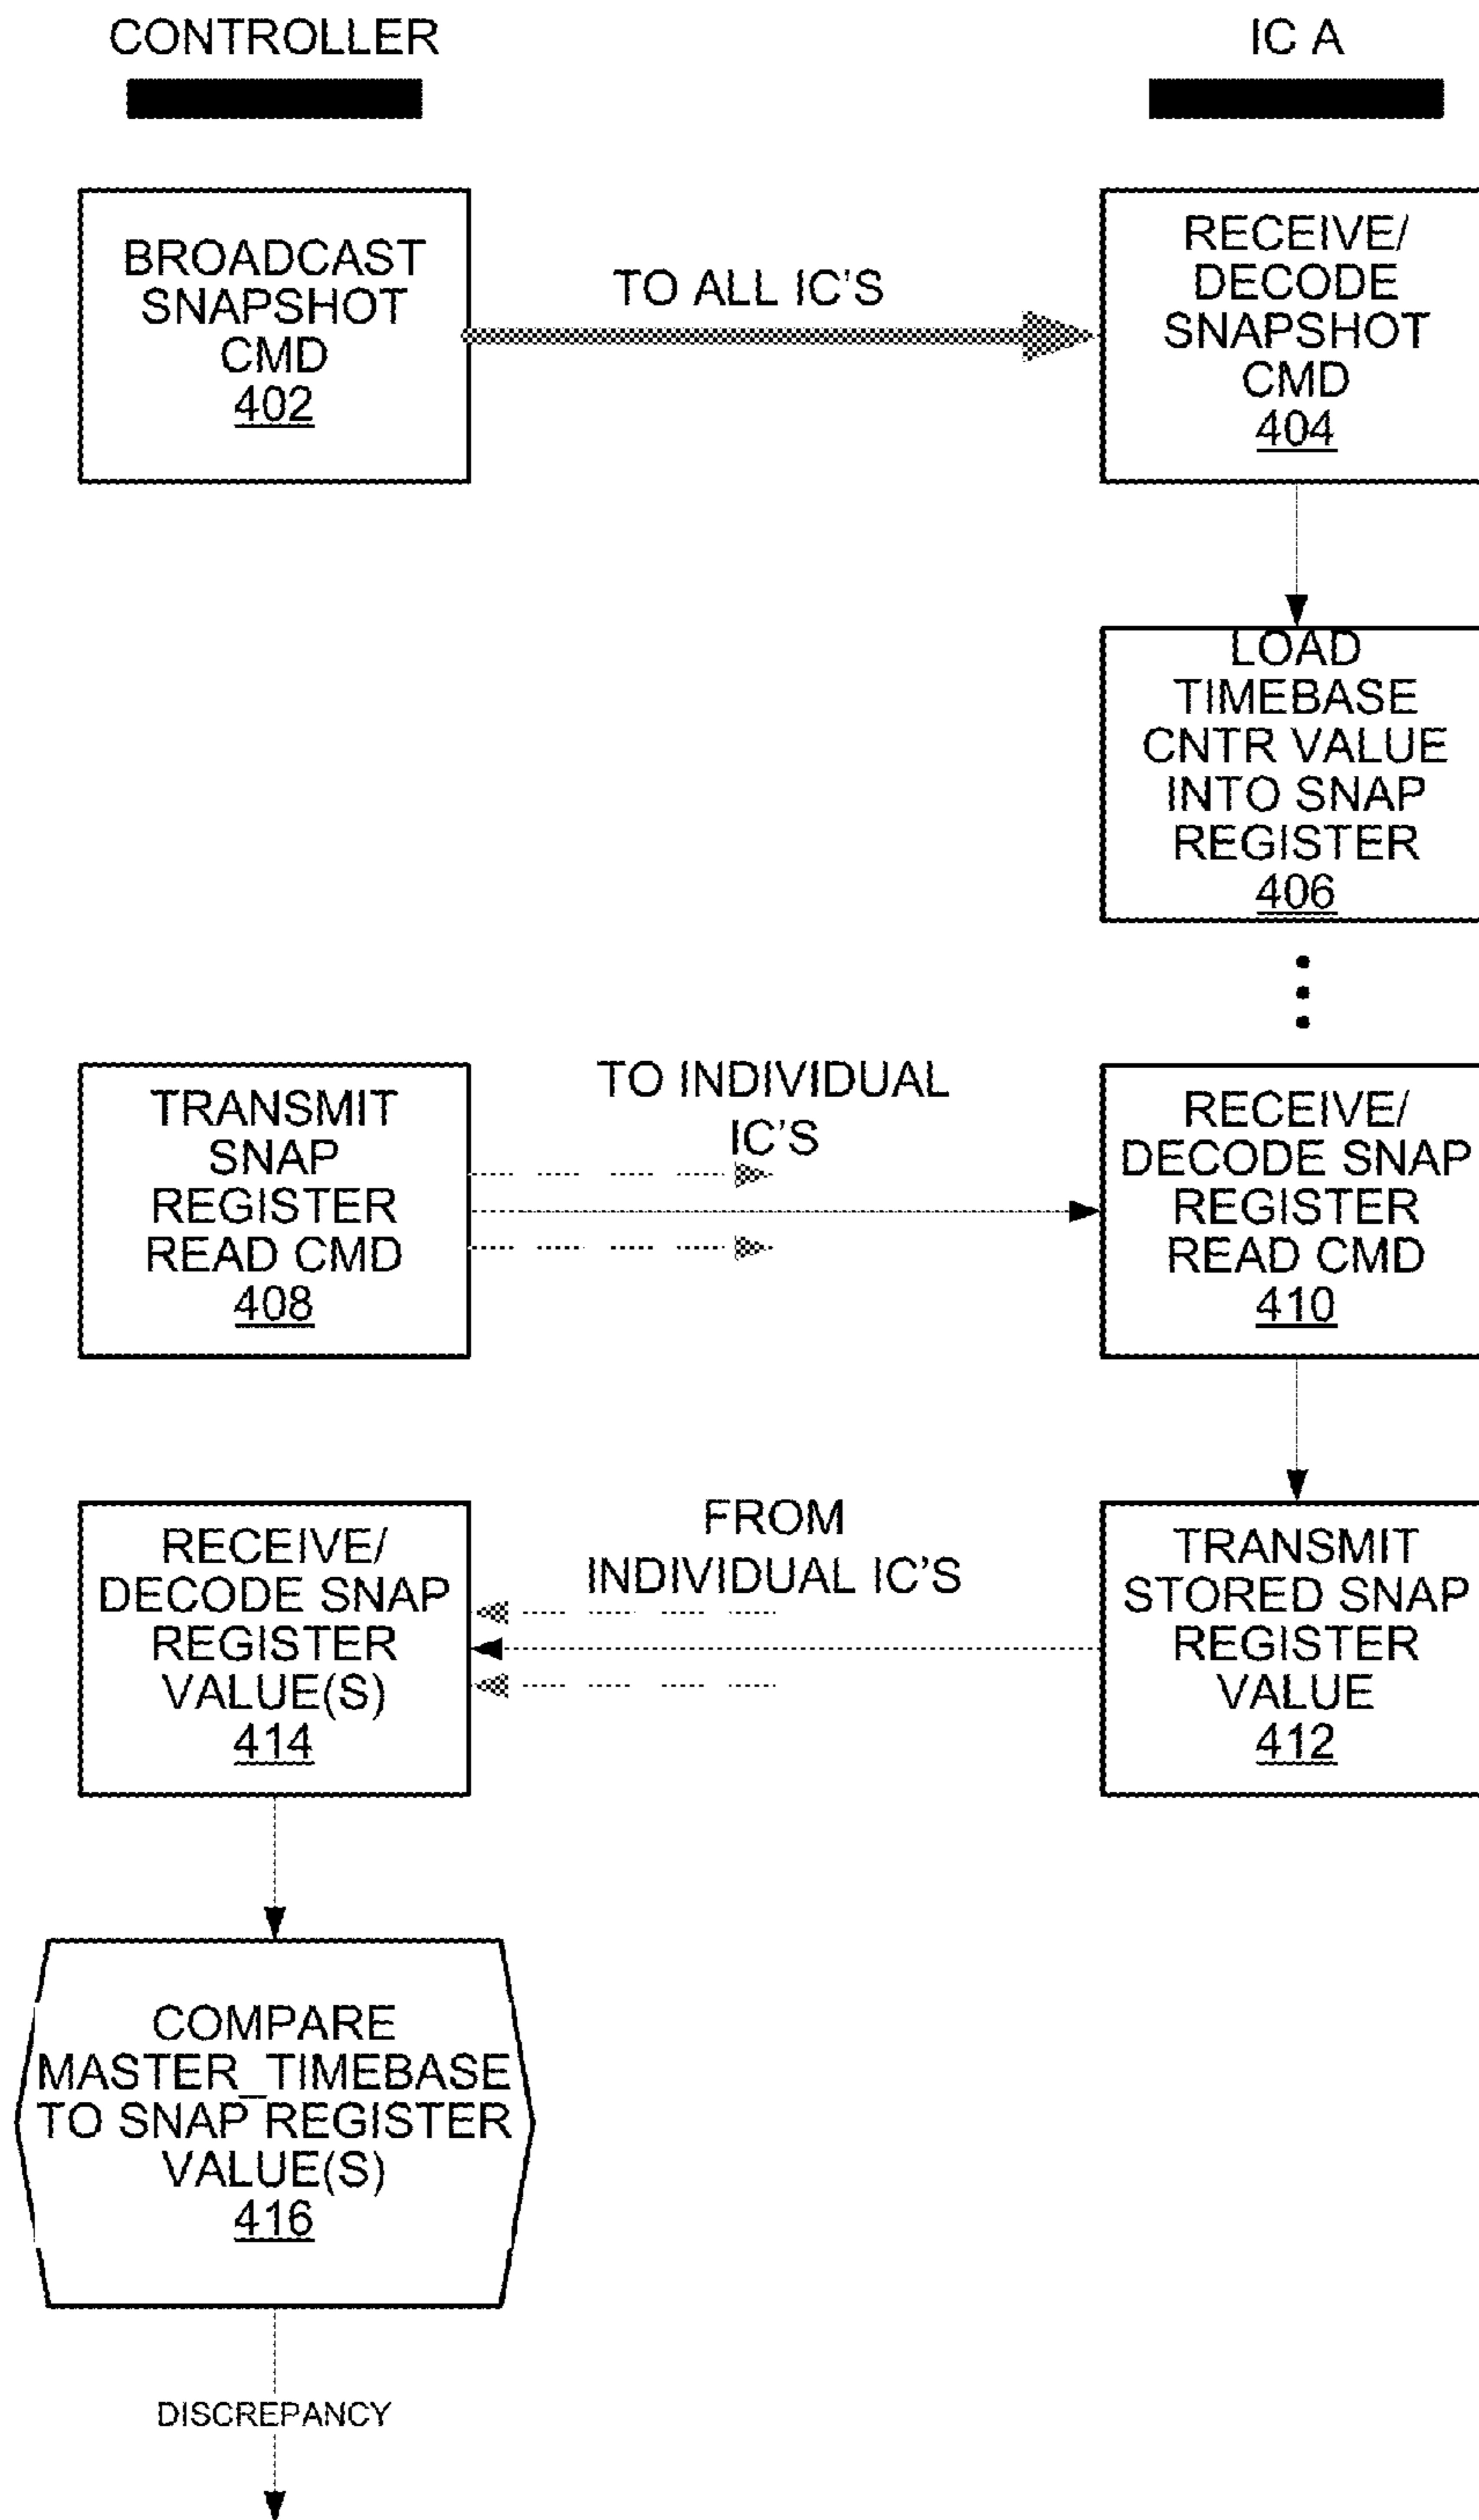 CONTROLLER
IC A
BROADCAST
SNAPSHOT
CMD
402
TO ALL IC'S
RECEIVE/
DECODE
SNAPSHOT
CMD
404
LOAD
TIMEBASE
CNTR VALUE
INTO SNAP
REGISTER
406
TRANSMIT
SNAP
REGISTER
READ CMD
408
TO INDIVIDUAL
IC'S
RECEIVE/
DECODE SNAP
REGISTER
READ CMD
410
RECEIVE/
DECODE SNAP
REGISTER
VALUE(S)
414
FROM
INDIVIDUAL IC'S
TRANSMIT
STORED SNAP
REGISTER
VALUE
412
COMPARE
MASTER_TIMEBASE
TO SNAP REGISTER
VALUE(S)
416
DISCREPANCY